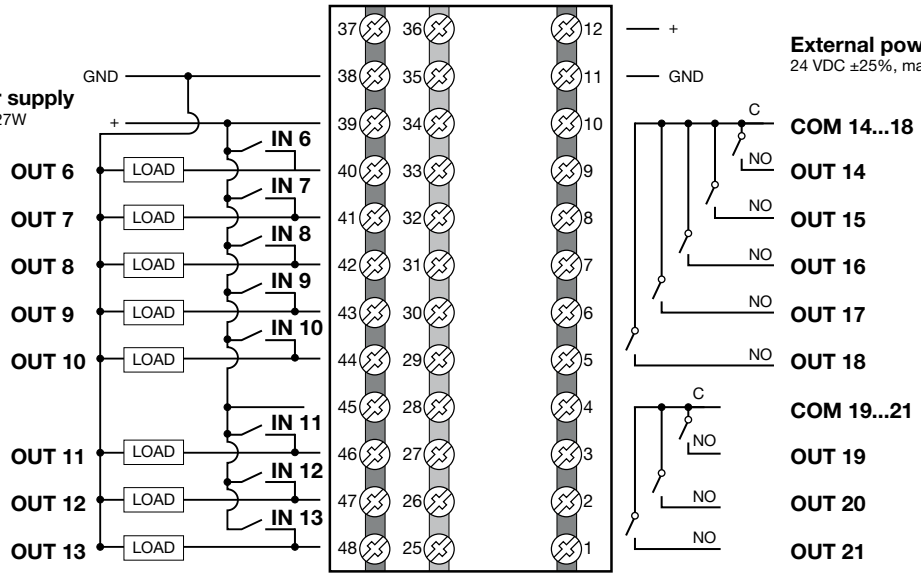 37 36 12 +
External pow
24 VDC ±25%, ma
GND 38 35 11 GND
r supply
27W
+ 39 34 10 C COM 14...18
IN 6
OUT 6 LOAD 40 33 9 NO OUT 14
IN 7
OUT 7 LOAD 41 32 8 NO OUT 15
IN 8
OUT 8 LOAD 42 31 7 NO OUT 16
IN 9
OUT 9 LOAD 43 30 6 NO OUT 17
IN 10
OUT 10 LOAD 44 29 5 NO OUT 18
45 28 4 C COM 19...21
IN 11
OUT 11 LOAD 46 27 3 NO OUT 19
IN 12
OUT 12 LOAD 47 26 2 NO OUT 20
IN 13
OUT 13 LOAD 48 25 1 NO OUT 21